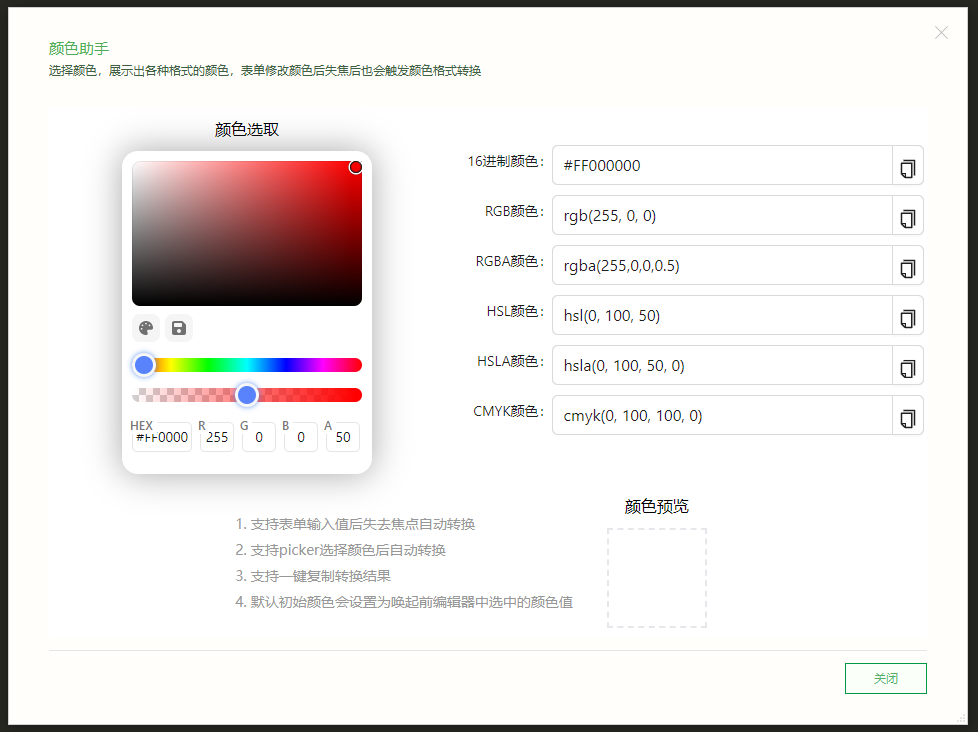 颜色助手
选择颜色，展示出各种格式的颜色，表单修改颜色后失焦后也会触发颜色格式转换
颜色选取
HEX R G B A
#FF0000 255 0 0 50
16进制颜色：
#FF000000
RGB颜色：
rgb(255, 0, 0)
RGBA颜色：
rgba(255,0,0,0.5)
HSL颜色：
hsl(0, 100, 50)
HSLA颜色：
hsla(0, 100, 50, 0)
CMYK颜色：
cmyk(0, 100, 100, 0)
1. 支持表单输入值后失去焦点自动转换
2. 支持picker选择颜色后自动转换
3. 支持一键复制转换结果
4. 默认初始颜色会设置为唤起前编辑器中选中的颜色值
颜色预览
关闭